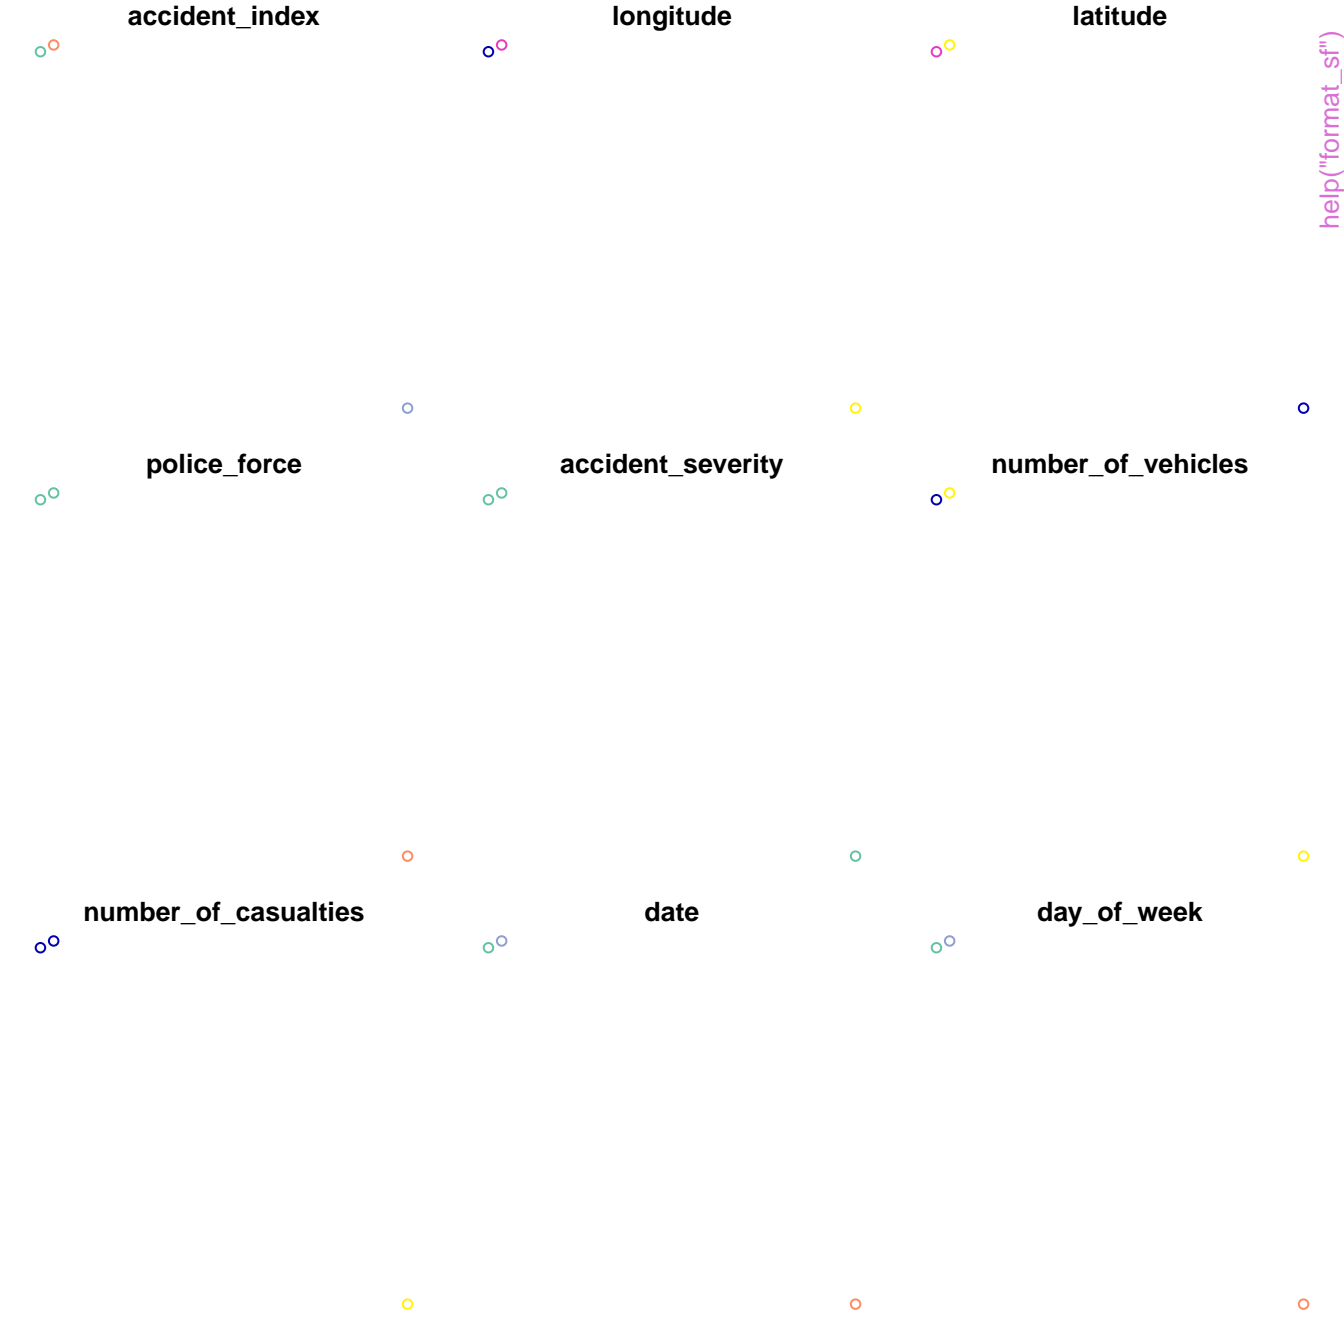 accident_index
longitude
latitude
help("format_sf")
police_force
accident_severity
number_of_vehicles
number_of_casualties
date
day_of_week